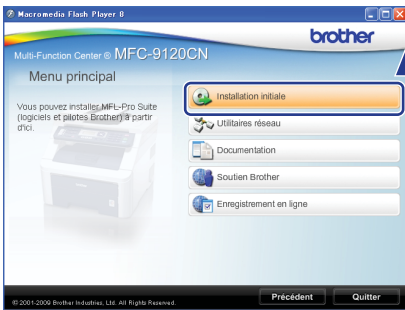 Macromedia Flash Player 8
brother
Multi-Function Center ® MFC-9120CN
Menu principal
Vous pouvez installer MFL-Pro Suite
(logiciels et pilotes Brother) à partir
d'ici.
Installation initiale
Utilitaires réseau
Documentation
Soutien Brother
Enregistrement en ligne
© 2001-2009 Brother Industries, Ltd. All Rights Reserved.
Précédent
Quitter